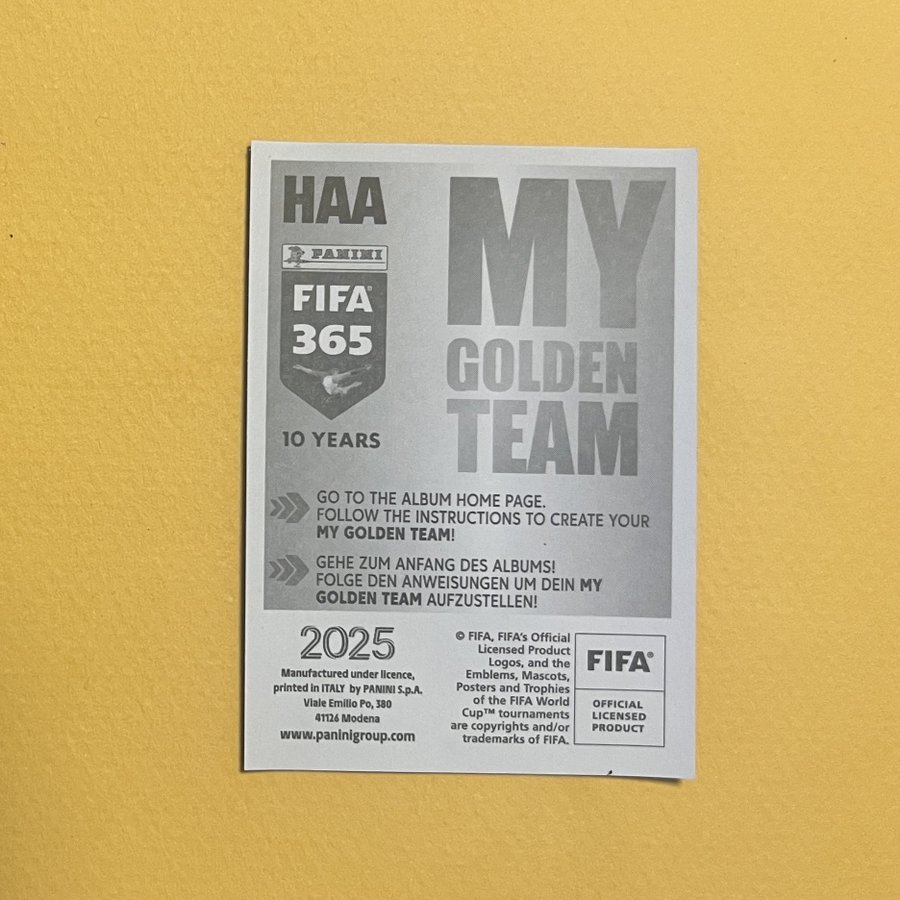 HAA
PANINI
FIFA®
365
10 YEARS
MY
GOLDEN
TEAM
GO TO THE ALBUM HOME PAGE.
FOLLOW THE INSTRUCTIONS TO CREATE YOUR
MY GOLDEN TEAM!
GEHE ZUM ANFANG DES ALBUMS!
FOLGE DEN ANWEISUNGEN UM DEIN MY
GOLDEN TEAM AUFZUSTELLEN!
2025
Manufactured under licence,
printed in ITALY by PANINI S.p.A.
Viale Emilio Po, 380
41126 Modena
www.paninigroup.com
© FIFA, FIFA's Official
Licensed Product
Logos, and the
Emblems, Mascots,
Posters and Trophies
of the FIFA World
Cup™ tournaments
are copyrights and/or
trademarks of FIFA.
FIFA®
OFFICIAL
LICENSED
PRODUCT